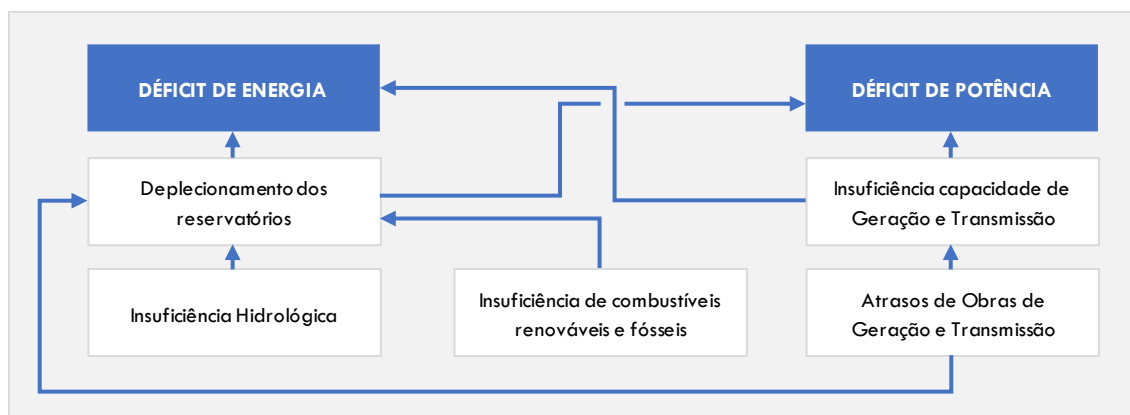 DÉFICIT DE ENERGIA
DÉFICIT DE POTÊNCIA
Deplecionamento dos
reservatórios
Insuficiência capacidade de
Geração e Transmissão
Insuficiência Hidrológica
Insuficiência de combustíveis
renováveis e fósseis
Atrasos de Obras de
Geração e Transmissão